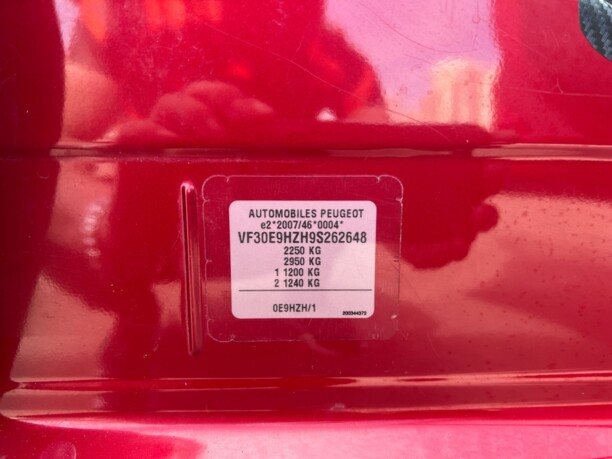 AUTOMOBILES PEUGEOT
e2*2007/46*0004*
VF30E9HZH9S262648
2250 KG
2950 KG
1 1200 KG
2 1240 KG
0E9HZH/1